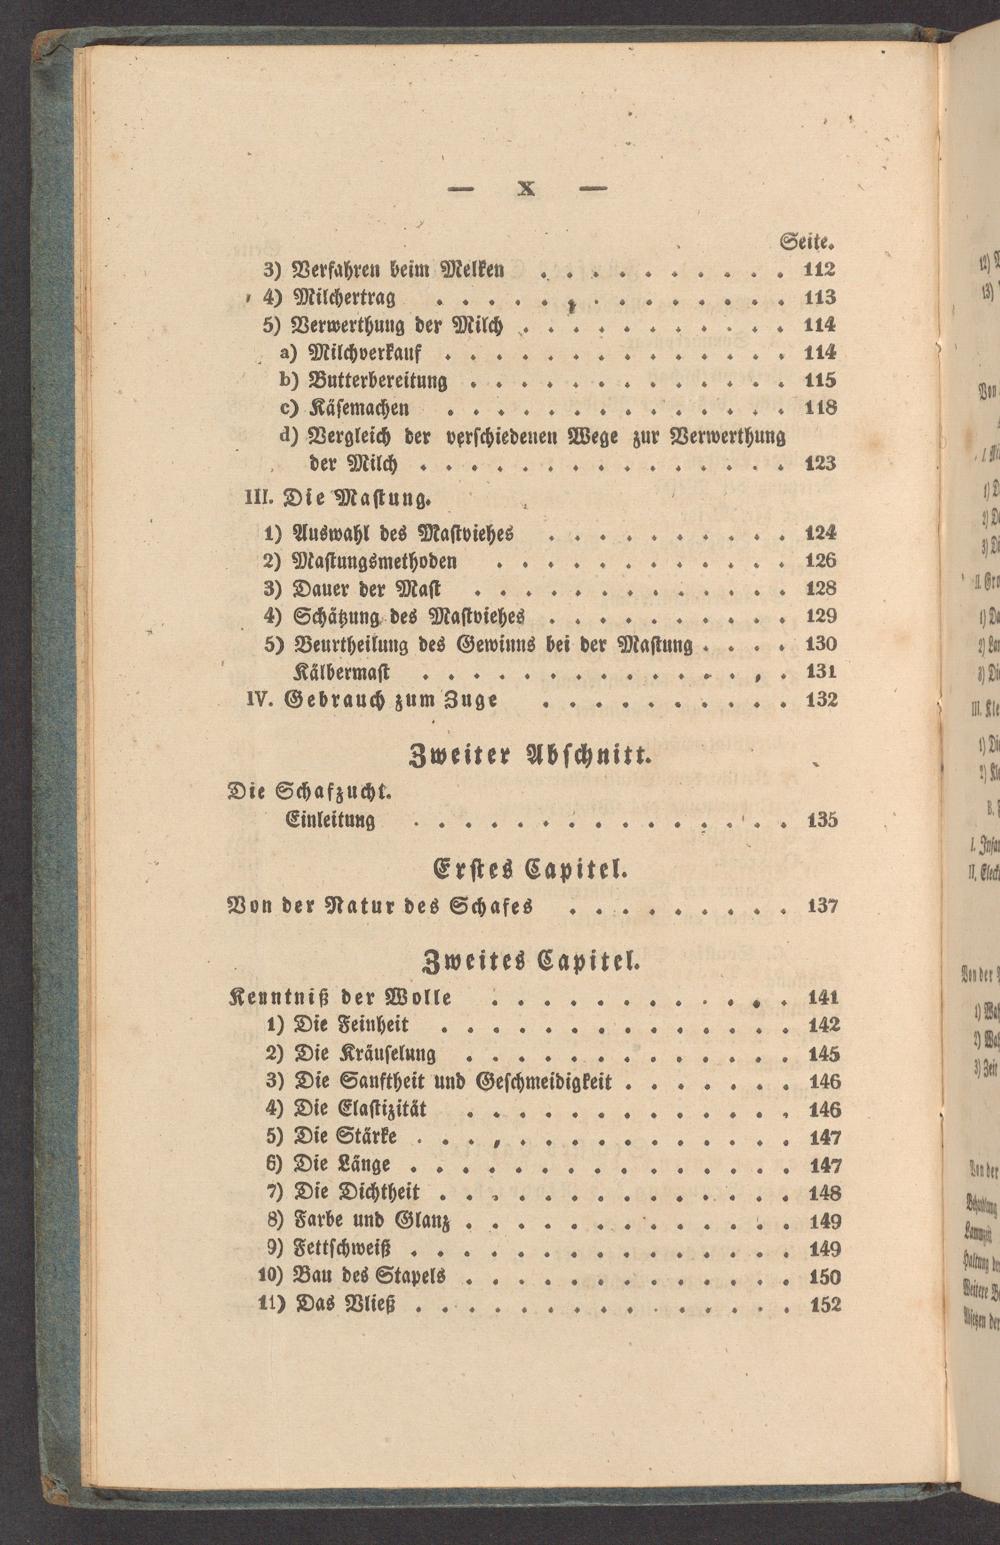 — X —
Seite.
3) Verfahren beim Melken . . . . . . . . . . 112
4) Milchertrag . . . . . . . . . . . . . . 113
5) Verwerthung der Milch . . . . . . . . . . . 114
a) Milchverkauf . . . . . . . . . . . . . . 114
b) Butterbereitung . . . . . . . . . . . . . 115
c) Käsemachen . . . . . . . . . . . . . . 118
d) Vergleich der verschiedenen Wege zur Verwerthung
der Milch . . . . . . . . . . . . . . . 123
III. Die Mastung.
1) Auswahl des Mastviehes . . . . . . . . . . 124
2) Mastungsmethoden . . . . . . . . . . . . 126
3) Dauer der Mast . . . . . . . . . . . . . 128
4) Schätzung des Mastviehes . . . . . . . . . . 129
5) Beurtheilung des Gewinns bei der Mastung . . . . 130
Kälbermast . . . . . . . . . . . . . . . 131
IV. Gebrauch zum Zuge . . . . . . . . . . 132
Zweiter Abschnitt.
Die Schafzucht.
Einleitung . . . . . . . . . . . . . . . 135
Erstes Capitel.
Von der Natur des Schafes . . . . . . . . . 137
Zweites Capitel.
Kenntniß der Wolle . . . . . . . . . . . . 141
1) Die Feinheit . . . . . . . . . . . . . . 142
2) Die Kräuselung . . . . . . . . . . . . . 145
3) Die Sanftheit und Geschmeidigkeit . . . . . . . 146
4) Die Elastizität . . . . . . . . . . . . . 146
5) Die Stärke . . . . . . . . . . . . . . . 147
6) Die Länge . . . . . . . . . . . . . . . 147
7) Die Dichtheit . . . . . . . . . . . . . . 148
8) Farbe und Glanz . . . . . . . . . . . . . 149
9) Fettschweiß . . . . . . . . . . . . . . . 149
10) Bau des Stapels . . . . . . . . . . . . . 150
11) Das Vließ . . . . . . . . . . . . . . . 152